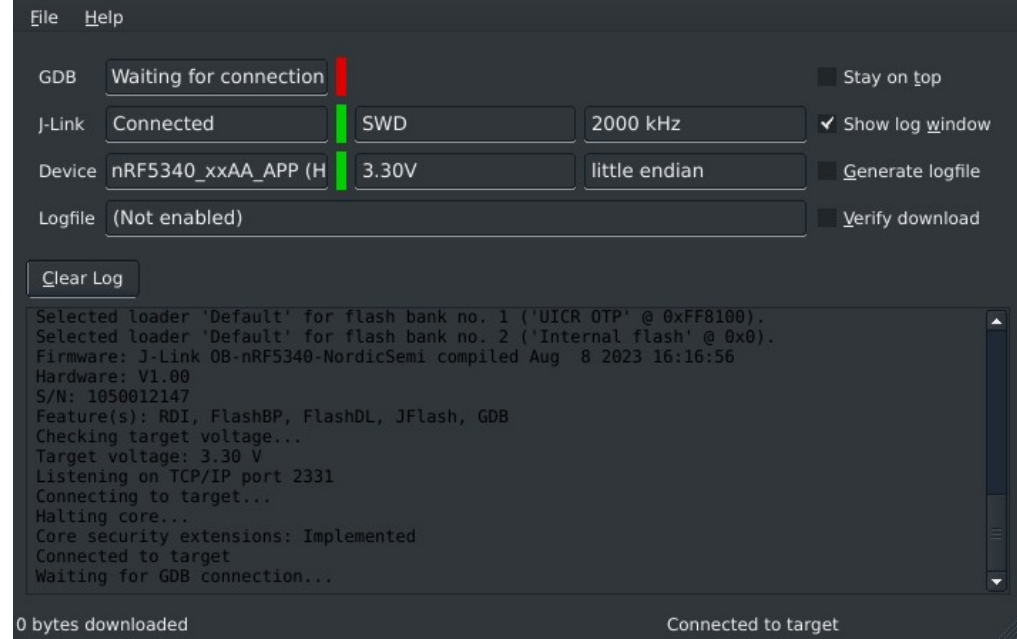 File Help
GDB Waiting for connection Stay on top
J-Link Connected SWD 2000 kHz Show log window
Device nRF5340_xxAA_APP (H 3.30V little endian Generate logfile
Logfile (Not enabled) Verify download
Clear Log
Selected loader 'Default' for flash bank no. 1 ('UICR OTP' @ 0xFF8100).
Selected loader 'Default' for flash bank no. 2 ('Internal flash' @ 0x0).
Firmware: J-Link OB-nRF5340-NordicSemi compiled Aug  8 2023 16:16:56
Hardware: V1.00
S/N: 1050012147
Feature(s): RDI, FlashBP, FlashDL, JFlash, GDB
Checking target voltage...
Target voltage: 3.30 V
Listening on TCP/IP port 2331
Connecting to target...
Halting core...
Core security extensions: Implemented
Connected to target
Waiting for GDB connection...
0 bytes downloaded Connected to target